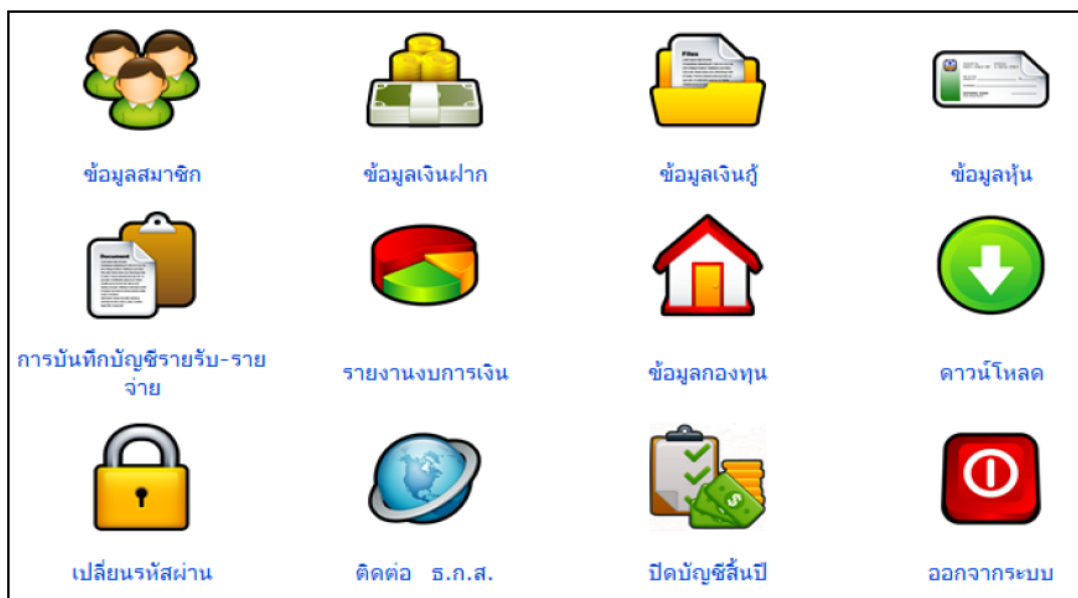 Files
ข้อมูลสมาชิก
ข้อมูลเงินฝาก
ข้อมูลเงินกู้
ข้อมูลหุ้น
Document
การบันทึกบัญชีรายรับ-ราย
จ่าย
รายงานงบการเงิน
ข้อมูลกองทุน
ดาวน์โหลด
เปลี่ยนรหัสผ่าน
ติดต่อ ธ.ก.ส.
ปิดบัญชีสิ้นปี
ออกจากระบบ